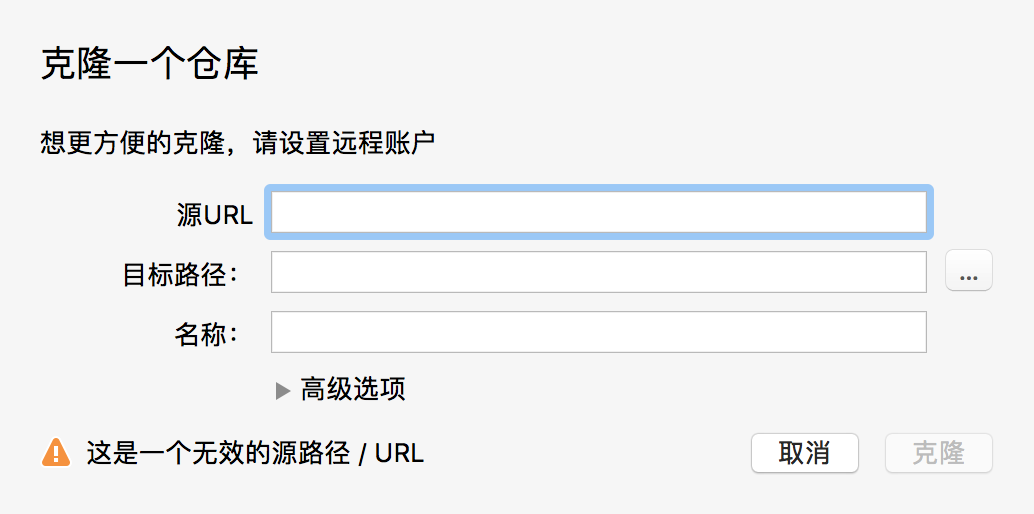 克隆一个仓库
想更方便的克隆，请设置远程账户
源URL
目标路径：
...
名称：
高级选项
这是一个无效的源路径 / URL
取消
克隆